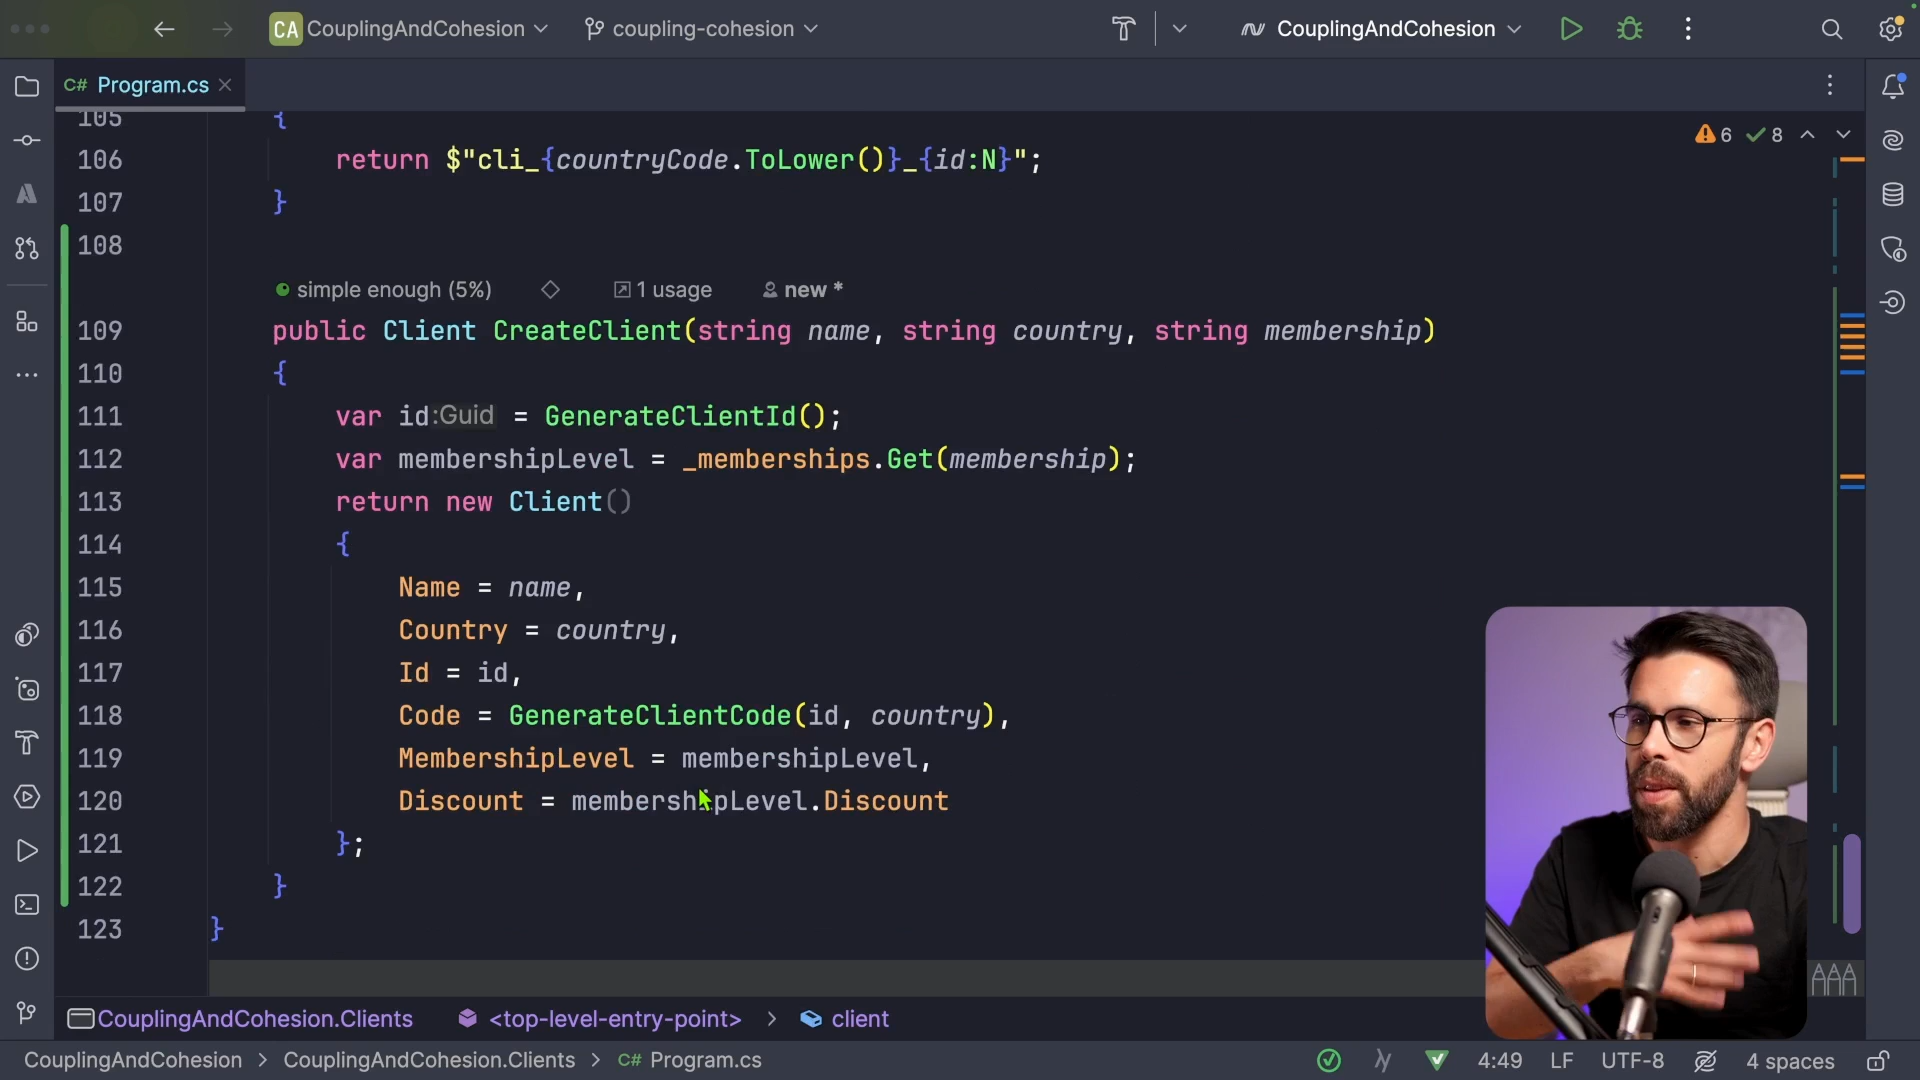 CA CouplingAndCohesion coupling-cohesion CouplingAndCohesion
C# Program.cs
6 8
105 {
106 return $"cli_{countryCode.ToLower()}_{id:N}";
107 }
108
simple enough (5%) 1 usage new *
109 public Client CreateClient(string name, string country, string membership)
110 {
111 var id:Guid = GenerateClientId();
112 var membershipLevel = _memberships.Get(membership);
113 return new Client()
114 {
115 Name = name,
116 Country = country,
117 Id = id,
118 Code = GenerateClientCode(id, country),
119 MembershipLevel = membershipLevel,
120 Discount = membershipLevel.Discount
121 };
122 }
123 }
CouplingAndCohesion.Clients <top-level-entry-point> > client
CouplingAndCohesion > CouplingAndCohesion.Clients > C# Program.cs 4:49 LF UTF-8 4 spaces